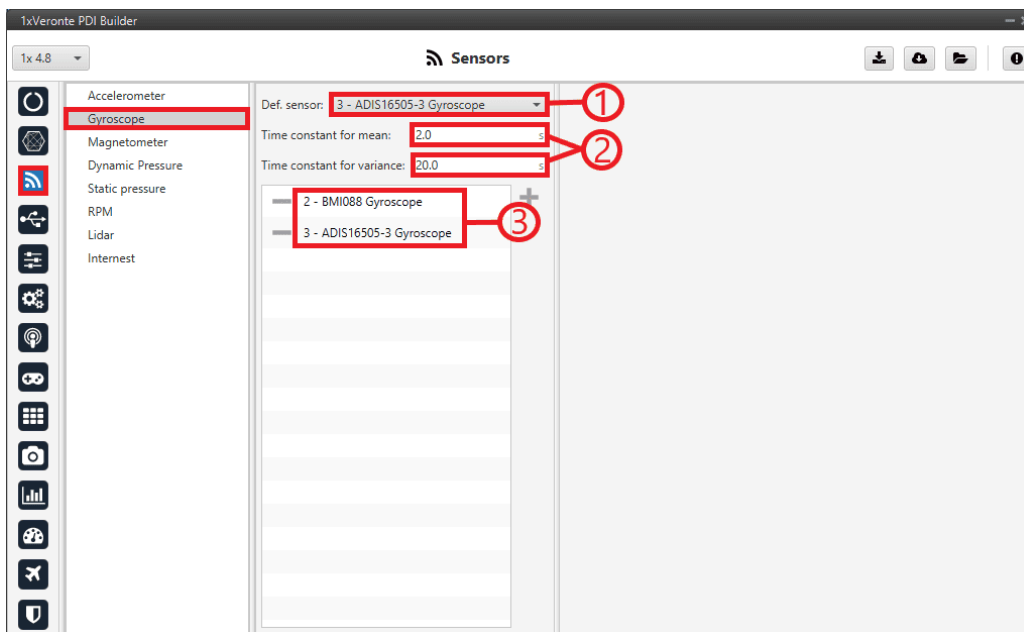 1xVeronte PDI Builder
1x 4.8
Sensors
Accelerometer
Gyroscope
Magnetometer
Dynamic Pressure
Static pressure
RPM
Lidar
Internest
Def. sensor: 3 - ADIS16505-3 Gyroscope
1
Time constant for mean: 2.0 s
2
Time constant for variance: 20.0 s
2 - BMI088 Gyroscope
3
3 - ADIS16505-3 Gyroscope